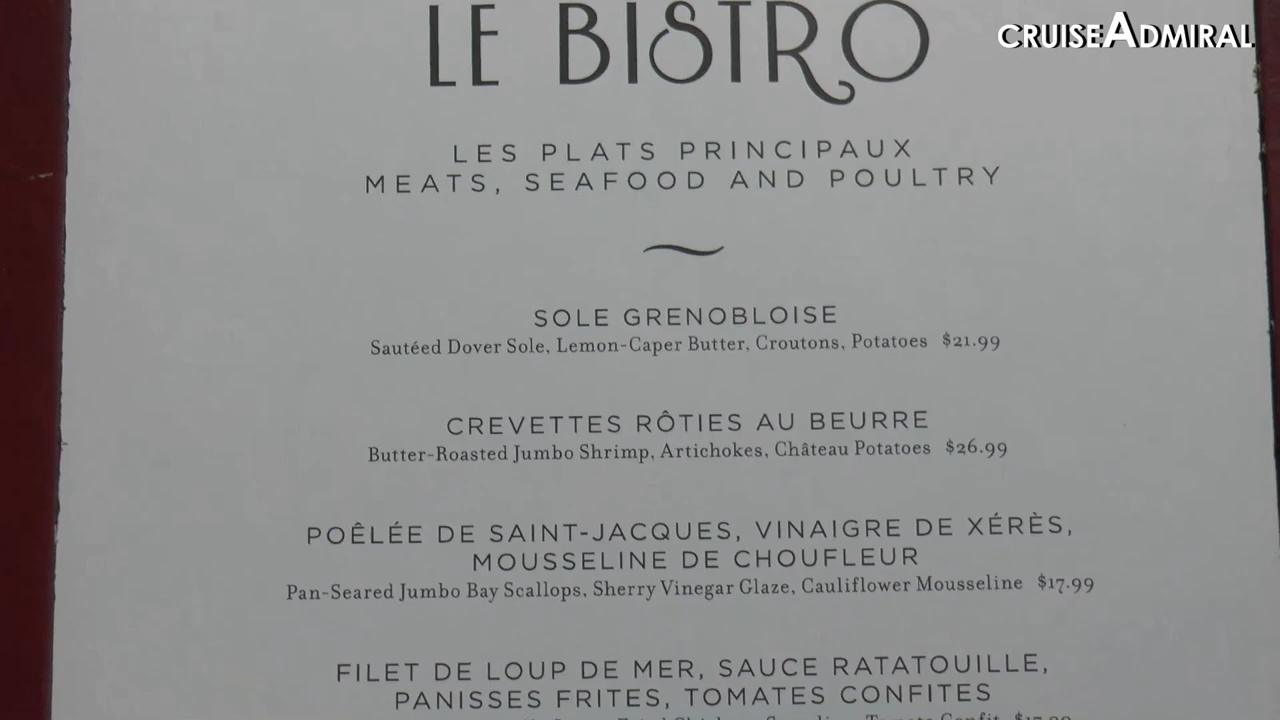 LE BISTRO
CRUISEADMIRAL
LES PLATS PRINCIPAUX
MEATS, SEAFOOD AND POULTRY
SOLE GRENOBLOISE
Sautéed Dover Sole, Lemon-Caper Butter, Croutons, Potatoes $21.99
CREVETTES RÔTIES AU BEURRE
Butter-Roasted Jumbo Shrimp, Artichokes, Château Potatoes $26.99
POÊLÉE DE SAINT-JACQUES, VINAIGRE DE XÉRÈS,
MOUSSELINE DE CHOUFLEUR
Pan-Seared Jumbo Bay Scallops, Sherry Vinegar Glaze, Cauliflower Mousseline $17.99
FILET DE LOUP DE MER, SAUCE RATATOUILLE,
PANISSES FRITES, TOMATES CONFITES